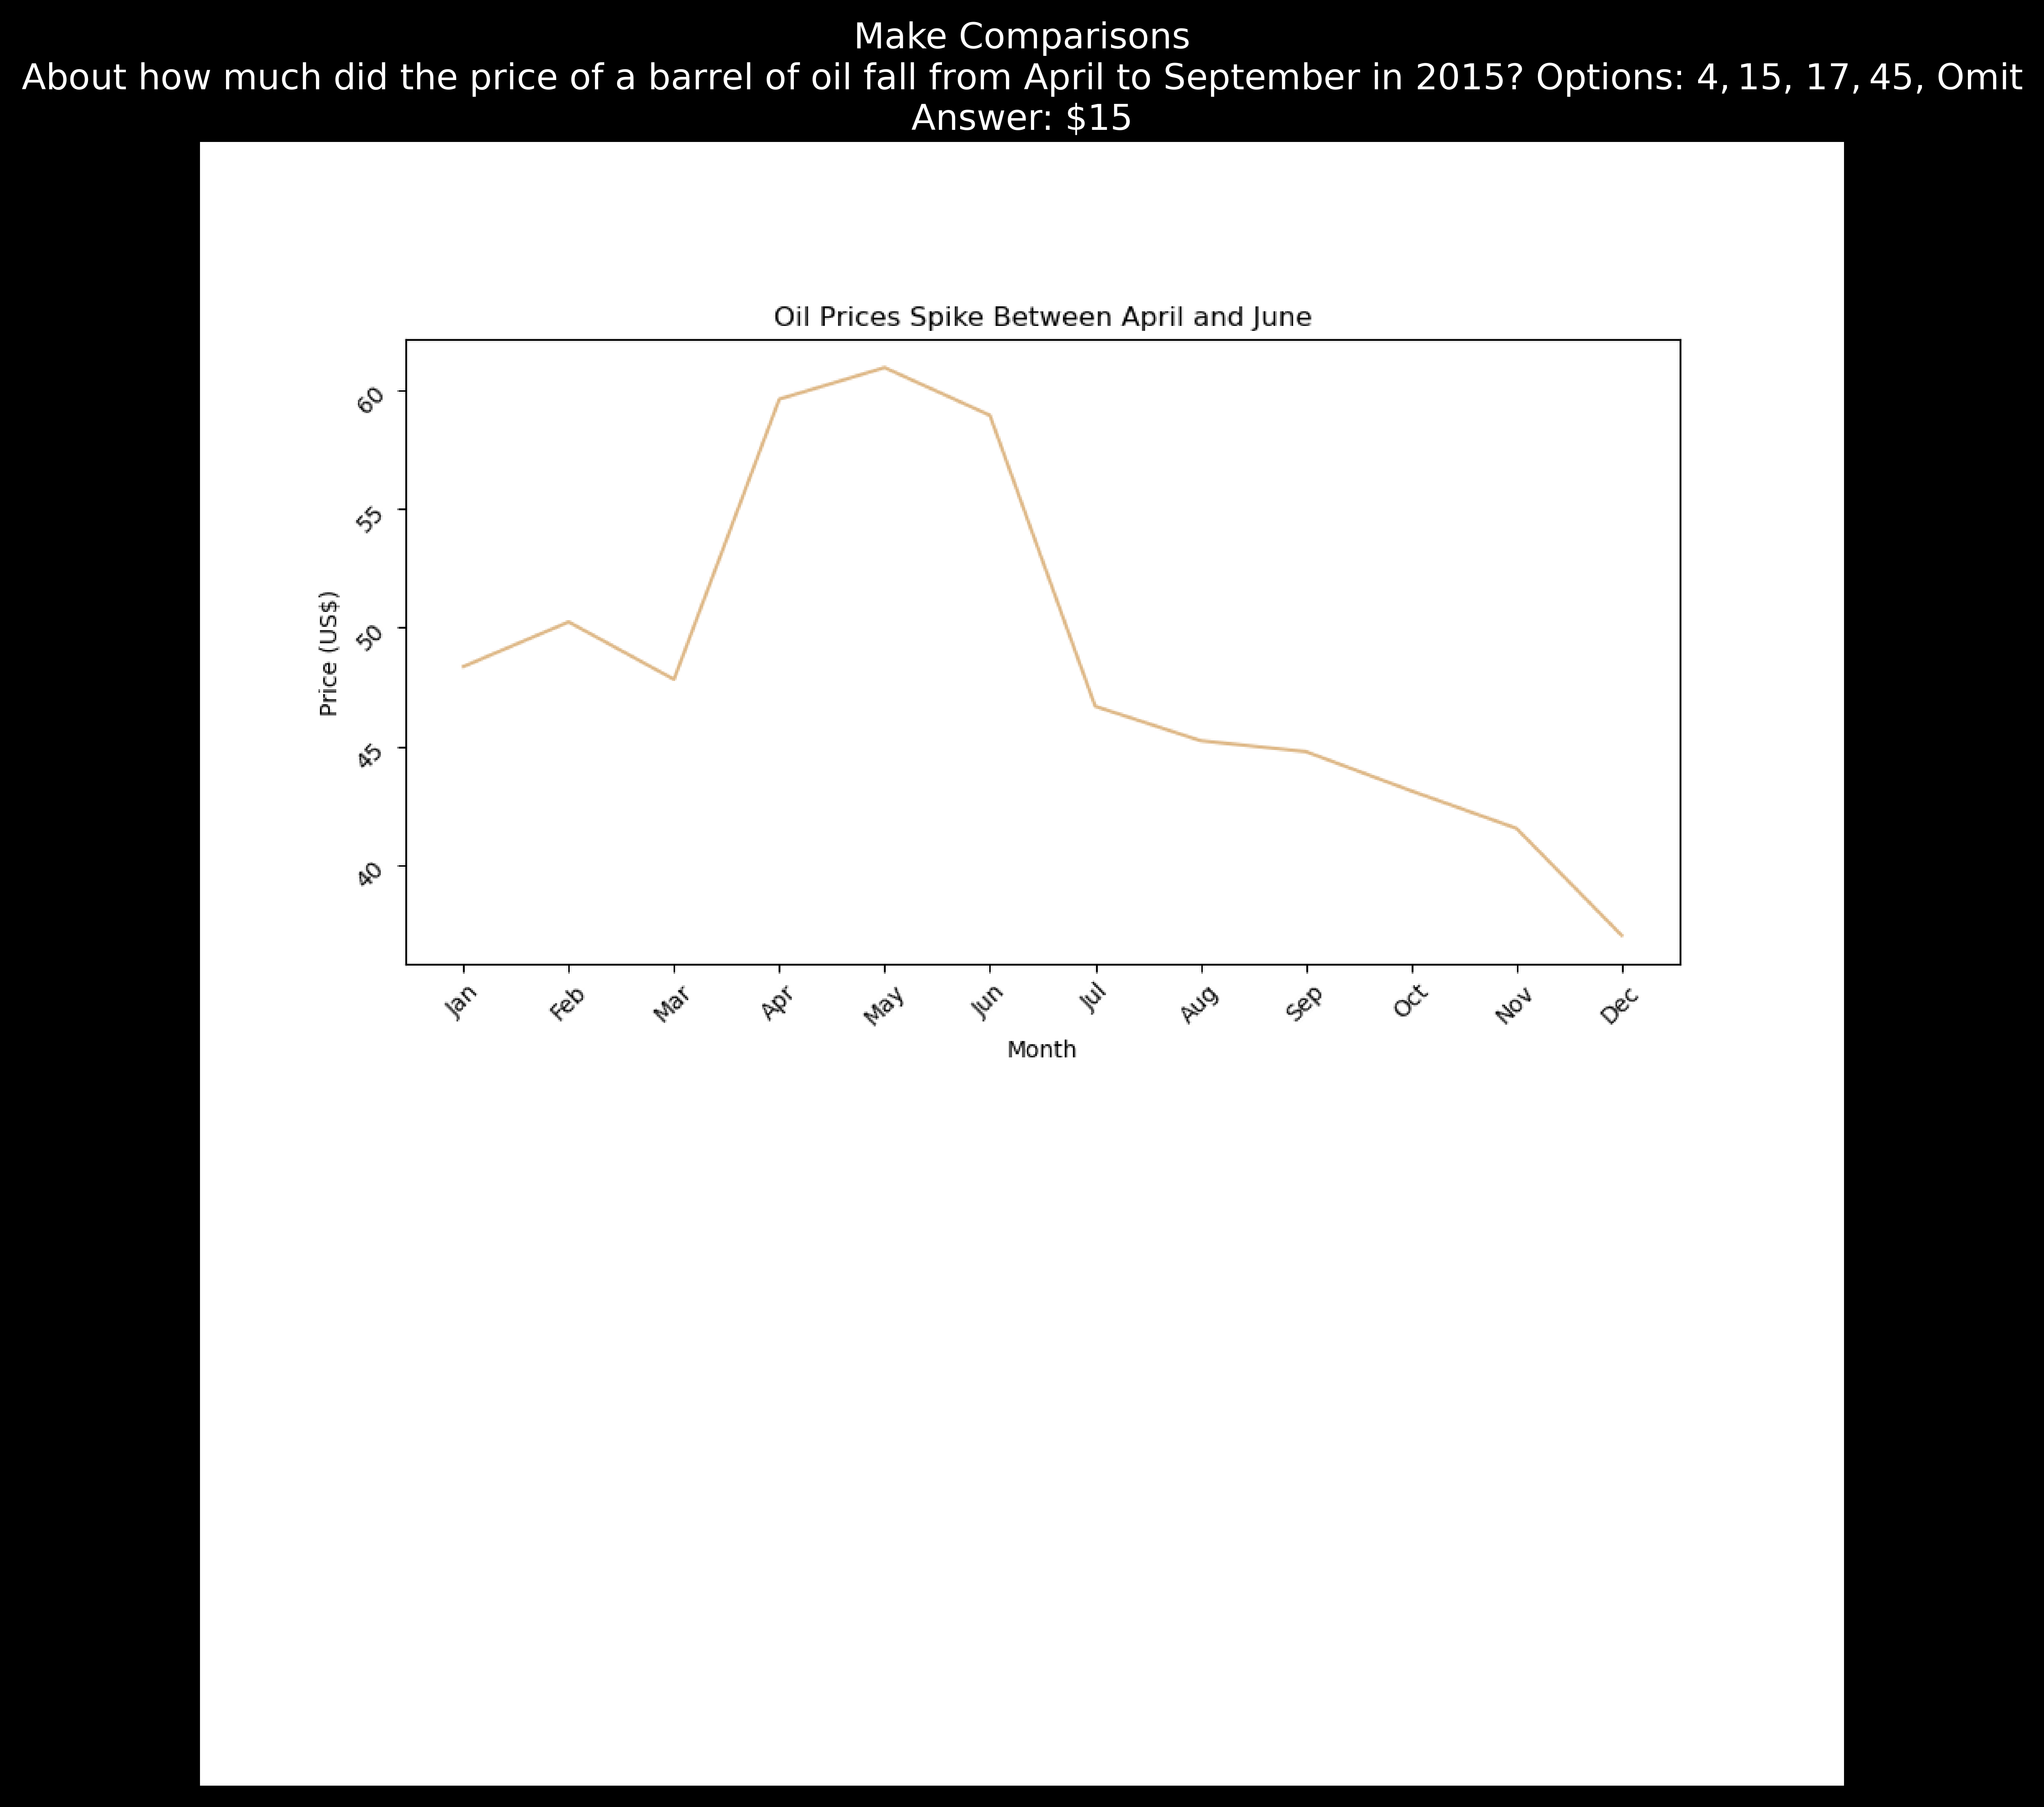 Make Comparisons
About how much did the price of a barrel of oil fall from April to September in 2015? Options: 4, 15, 17, 45, Omit
Answer: $15
Oil Prices Spike Between April and June
60
55
50
45
40
Price (US$)
Jan Feb Mar Apr May Jun Jul Aug Sep Oct Nov Dec
Month